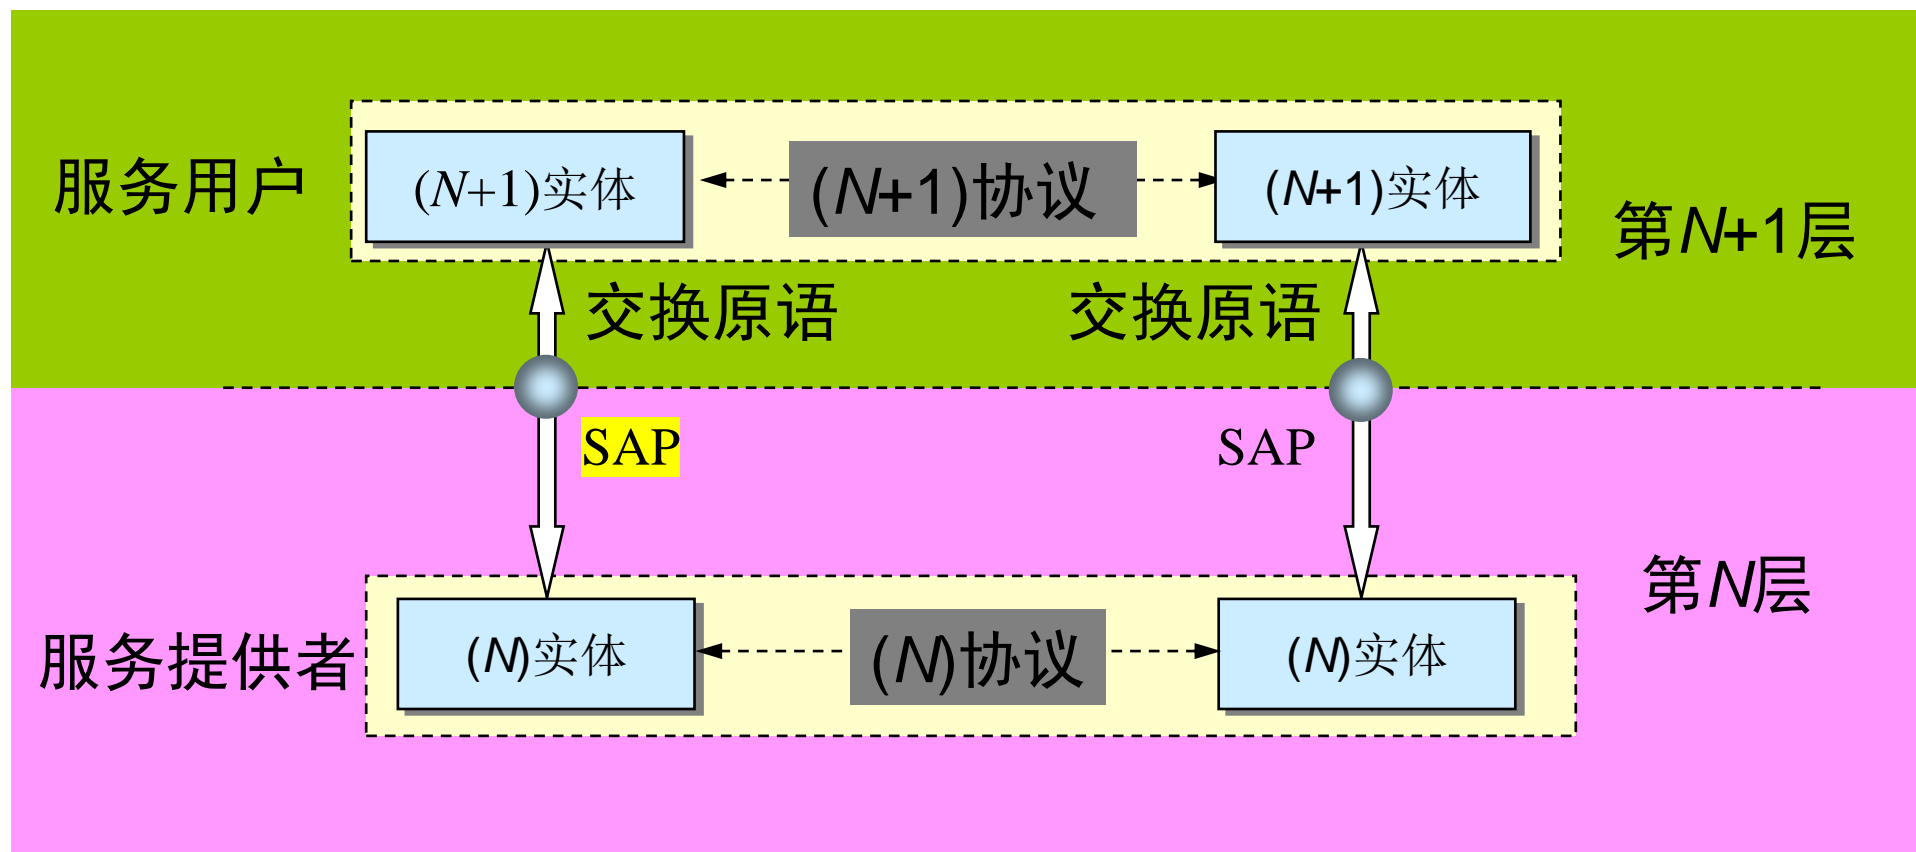 服务用户
(N+1)实体
(N+1)协议
(N+1)实体
第N+1层
交换原语
交换原语
SAP
SAP
第N层
服务提供者
(N)实体
(N)协议
(N)实体